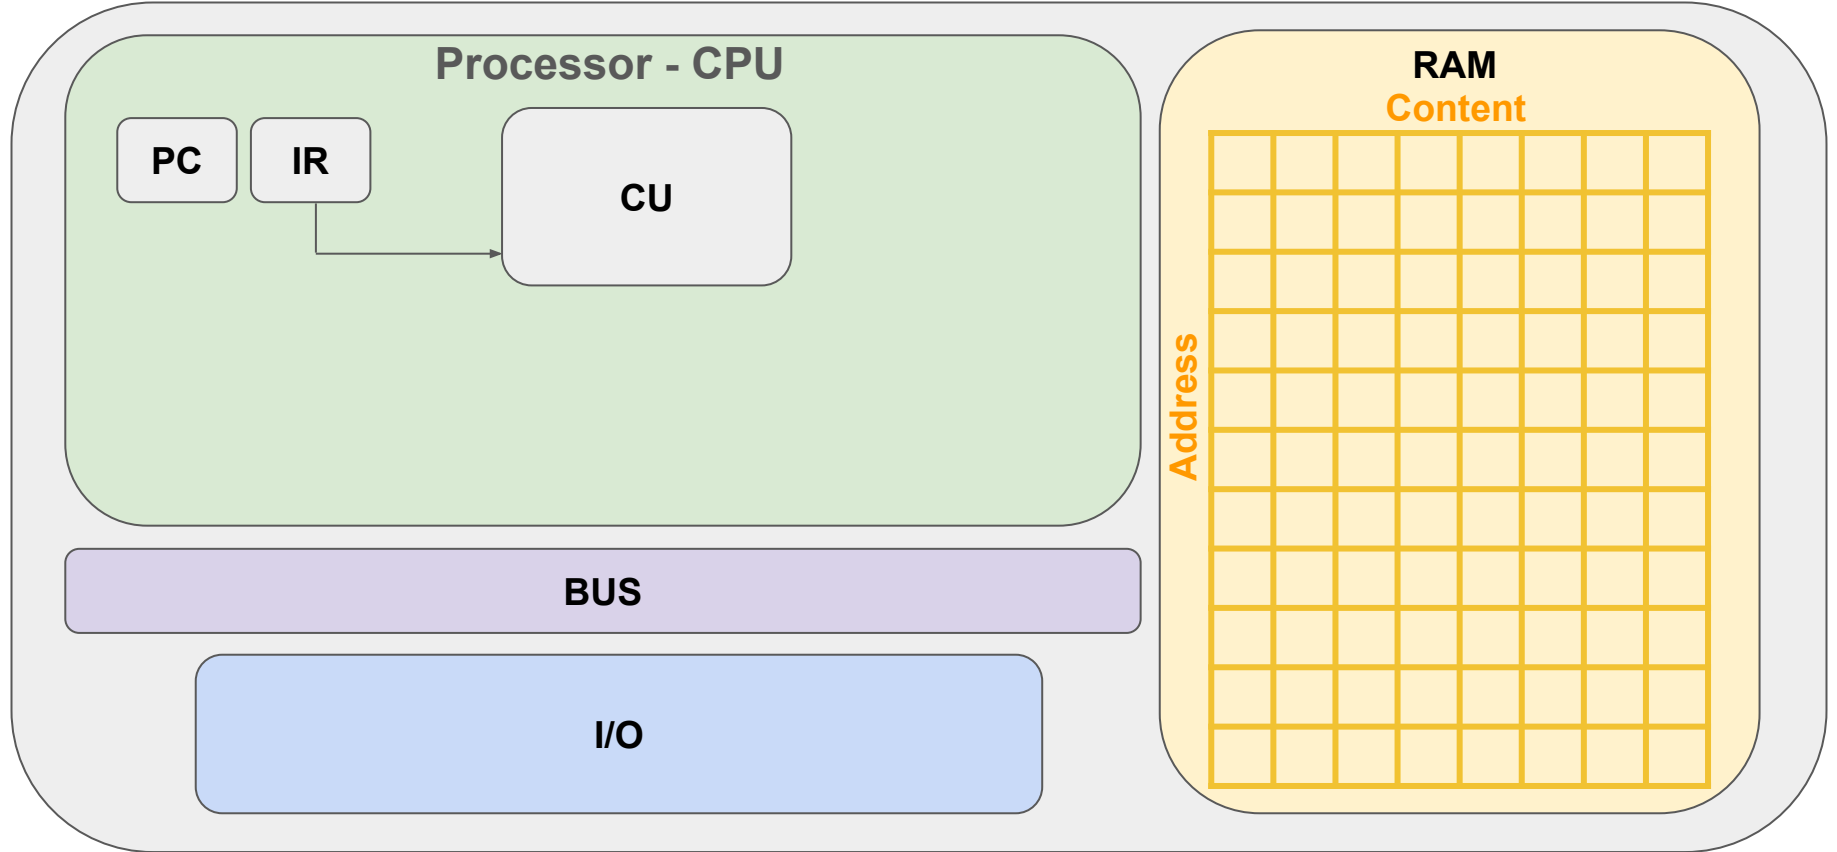 Processor - CPU
PC
IR
CU
BUS
I/O
RAM
Content
Address